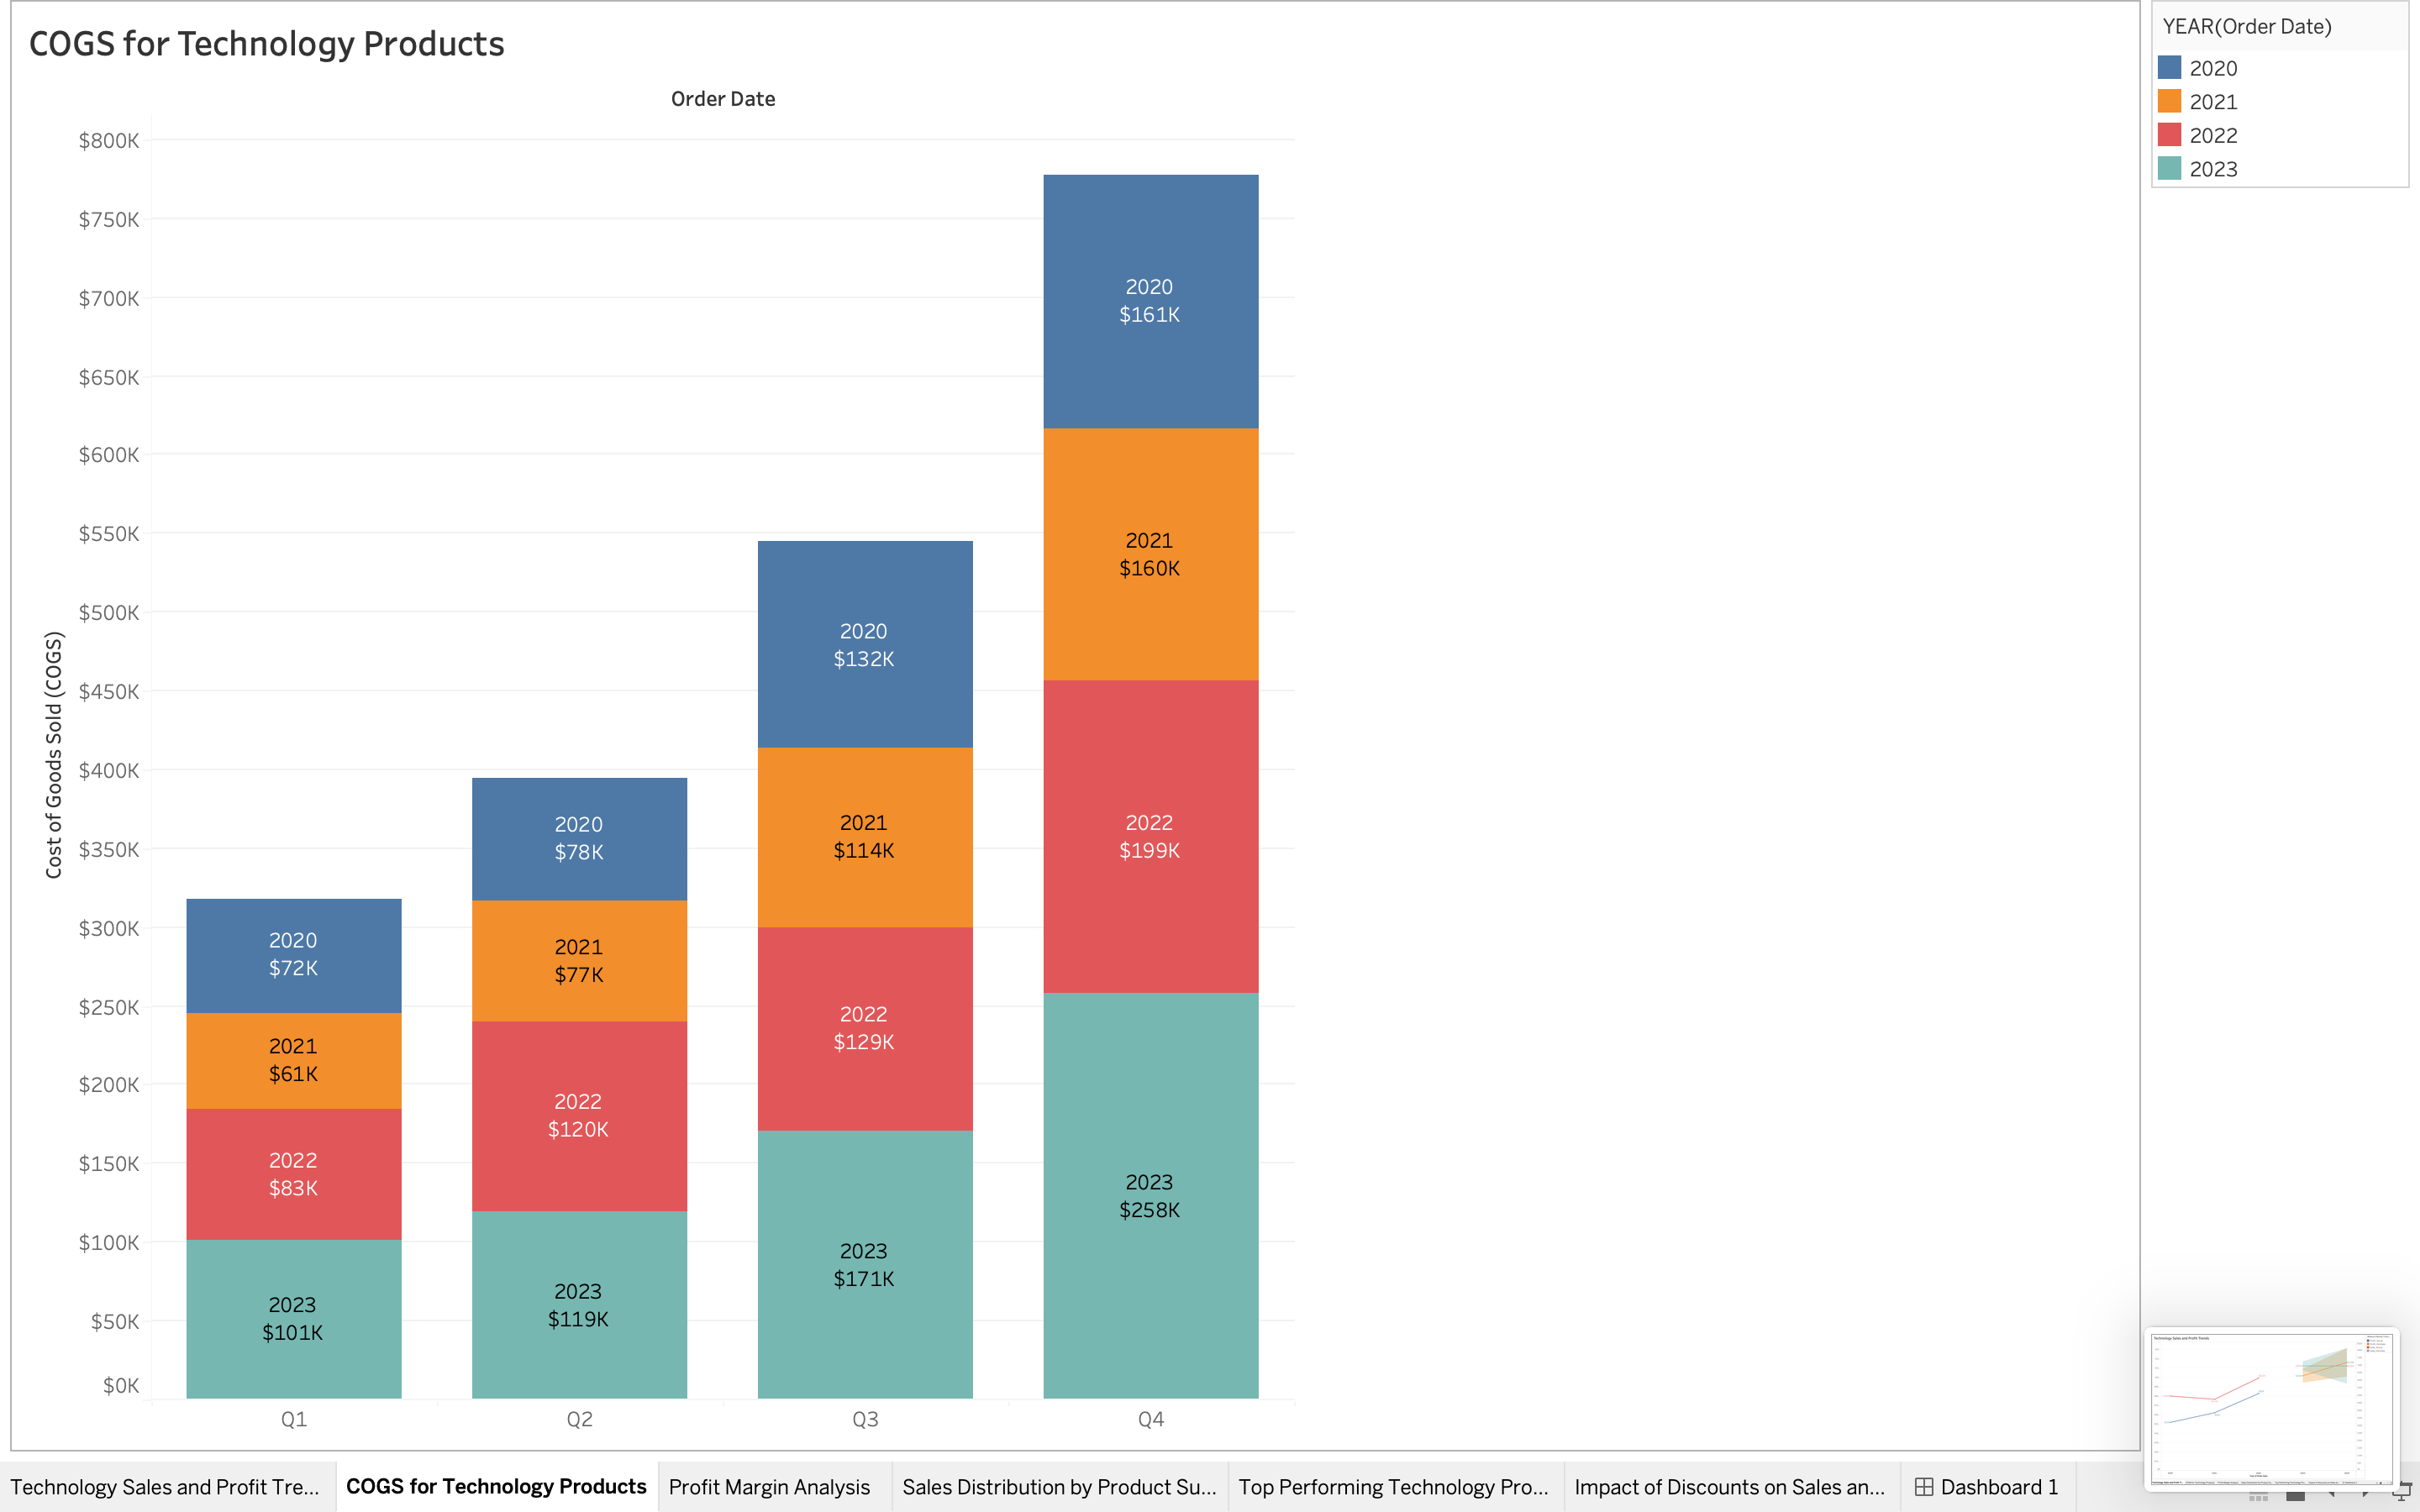 COGS for Technology Products
Order Date
Cost of Goods Sold (COGS)
$800K
$750K
$700K
$650K
$600K
$550K
$500K
$450K
$400K
$350K
$300K
$250K
$200K
$150K
$100K
$50K
$0K
2020
$72K
2021
$61K
2022
$83K
2023
$101K
2020
$78K
2021
$77K
2022
$120K
2023
$119K
2020
$132K
2021
$114K
2022
$129K
2023
$171K
2020
$161K
2021
$160K
2022
$199K
2023
$258K
Q1 Q2 Q3 Q4
YEAR(Order Date)
2020
2021
2022
2023
Technology Sales and Profit Trends
Technology Sales and Profit Tre... COGS for Technology Products Profit Margin Analysis Sales Distribution by Product Su... Top Performing Technology Pro... Impact of Discounts on Sales an... Dashboard 1